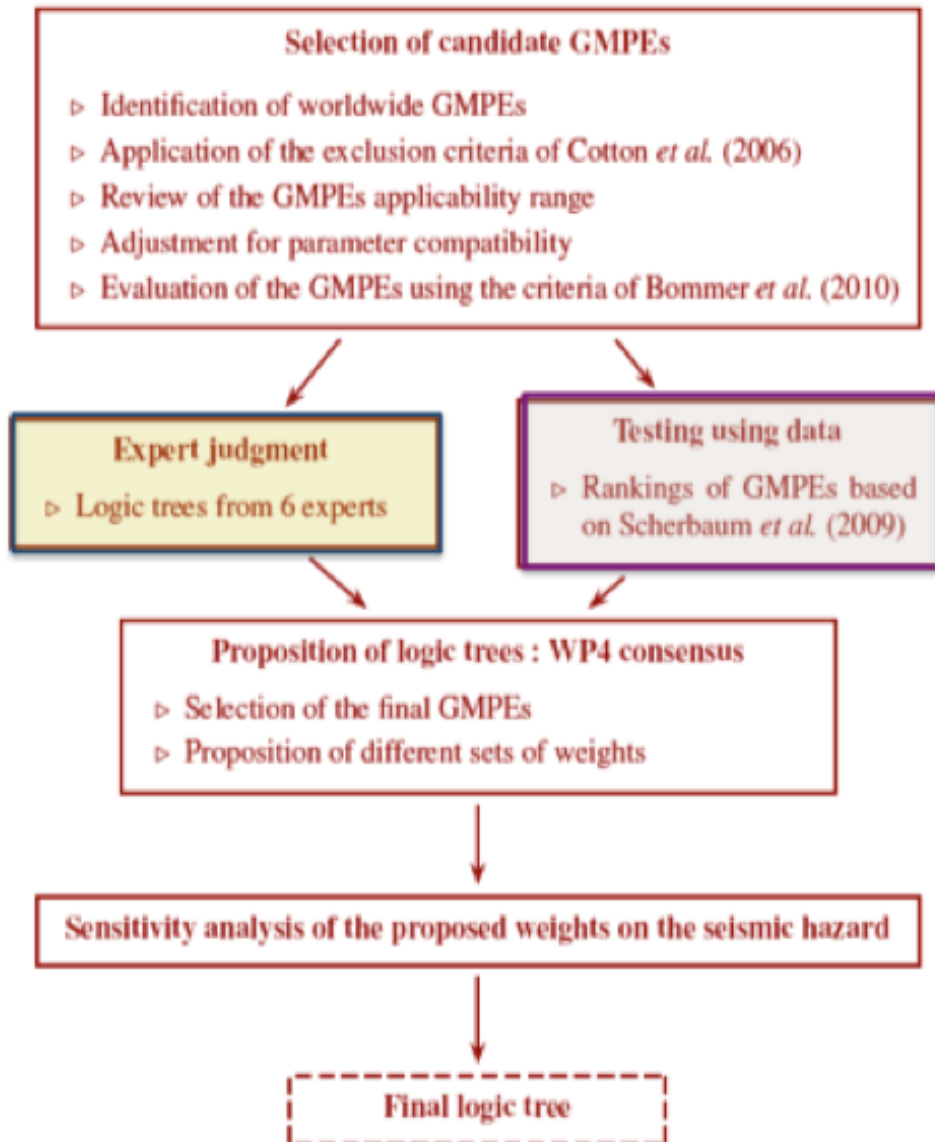 Selection of candidate GMPEs
▹ Identification of worldwide GMPEs
▹ Application of the exclusion criteria of Cotton et al. (2006)
▹ Review of the GMPEs applicability range
▹ Adjustment for parameter compatibility
▹ Evaluation of the GMPEs using the criteria of Bommer et al. (2010)
Expert judgment
▹ Logic trees from 6 experts
Testing using data
▹ Rankings of GMPEs based
on Scherbaum et al. (2009)
Proposition of logic trees : WP4 consensus
▹ Selection of the final GMPEs
▹ Proposition of different sets of weights
Sensitivity analysis of the proposed weights on the seismic hazard
Final logic tree